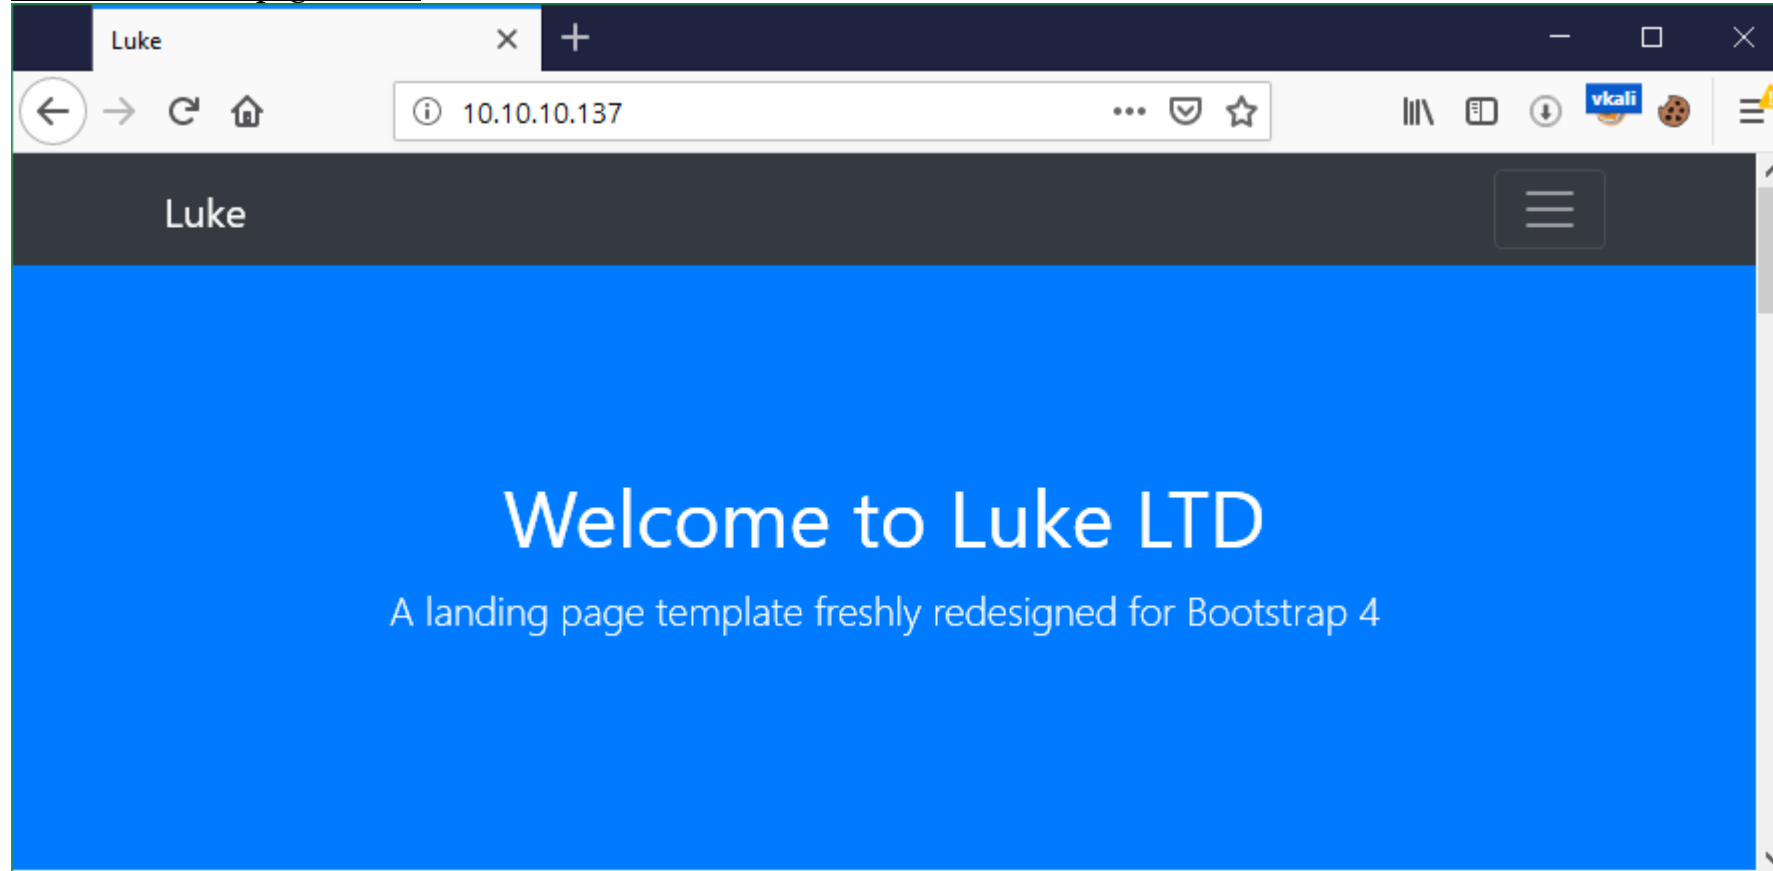 Luke
10.10.10.137
vkali
Luke
Welcome to Luke LTD
A landing page template freshly redesigned for Bootstrap 4